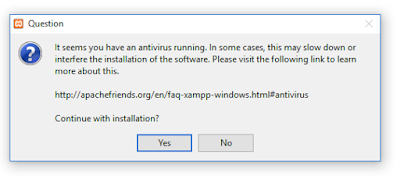 Question
It seems you have an antivirus running. In some cases, this may slow down or
interfere the installation of the software. Please visit the following link to learn
more about this.
http://apachefriends.org/en/faq-xampp-windows.html#antivirus
Continue with installation?
Yes
No